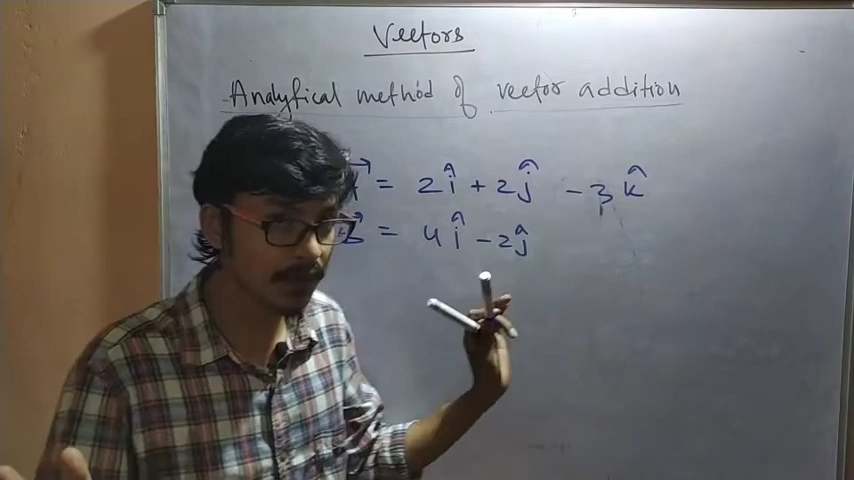 Vectors
Analytical method of vector addition
= 2î + 2ĵ - 3k̂
= 4î - 2ĵ